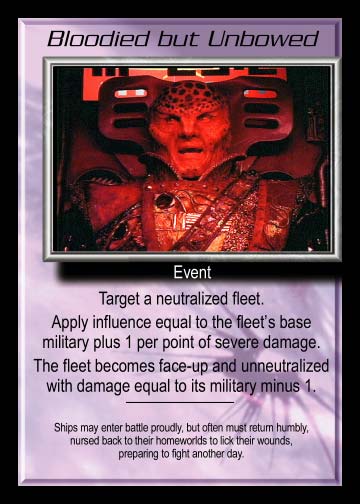 Bloodied but Unbowed
Event
Target a neutralized fleet.
Apply influence equal to the fleet's base
military plus 1 per point of severe damage.
The fleet becomes face-up and unneutralized
with damage equal to its military minus 1.
Ships may enter battle proudly, but often must return humbly,
nursed back to their homeworlds to lick their wounds,
preparing to fight another day.